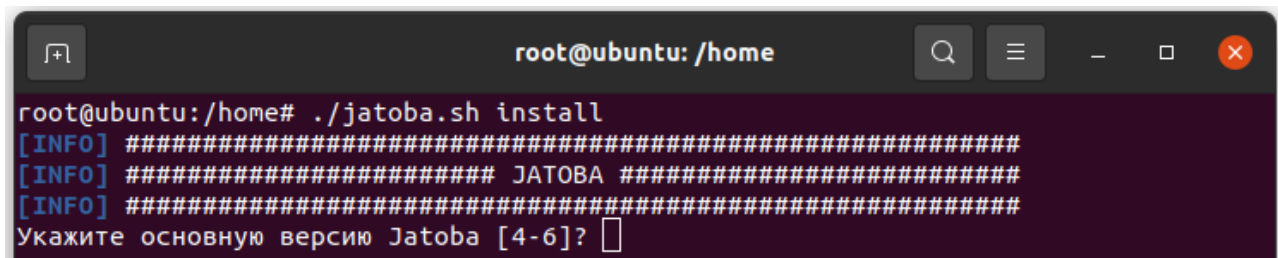 root@ubuntu: /home
root@ubuntu:/home# ./jatoba.sh install
[INFO] ##########################################################
[INFO] ######################## JATOBA ##########################
[INFO] ##########################################################
Укажите основную версию Jatoba [4-6]?